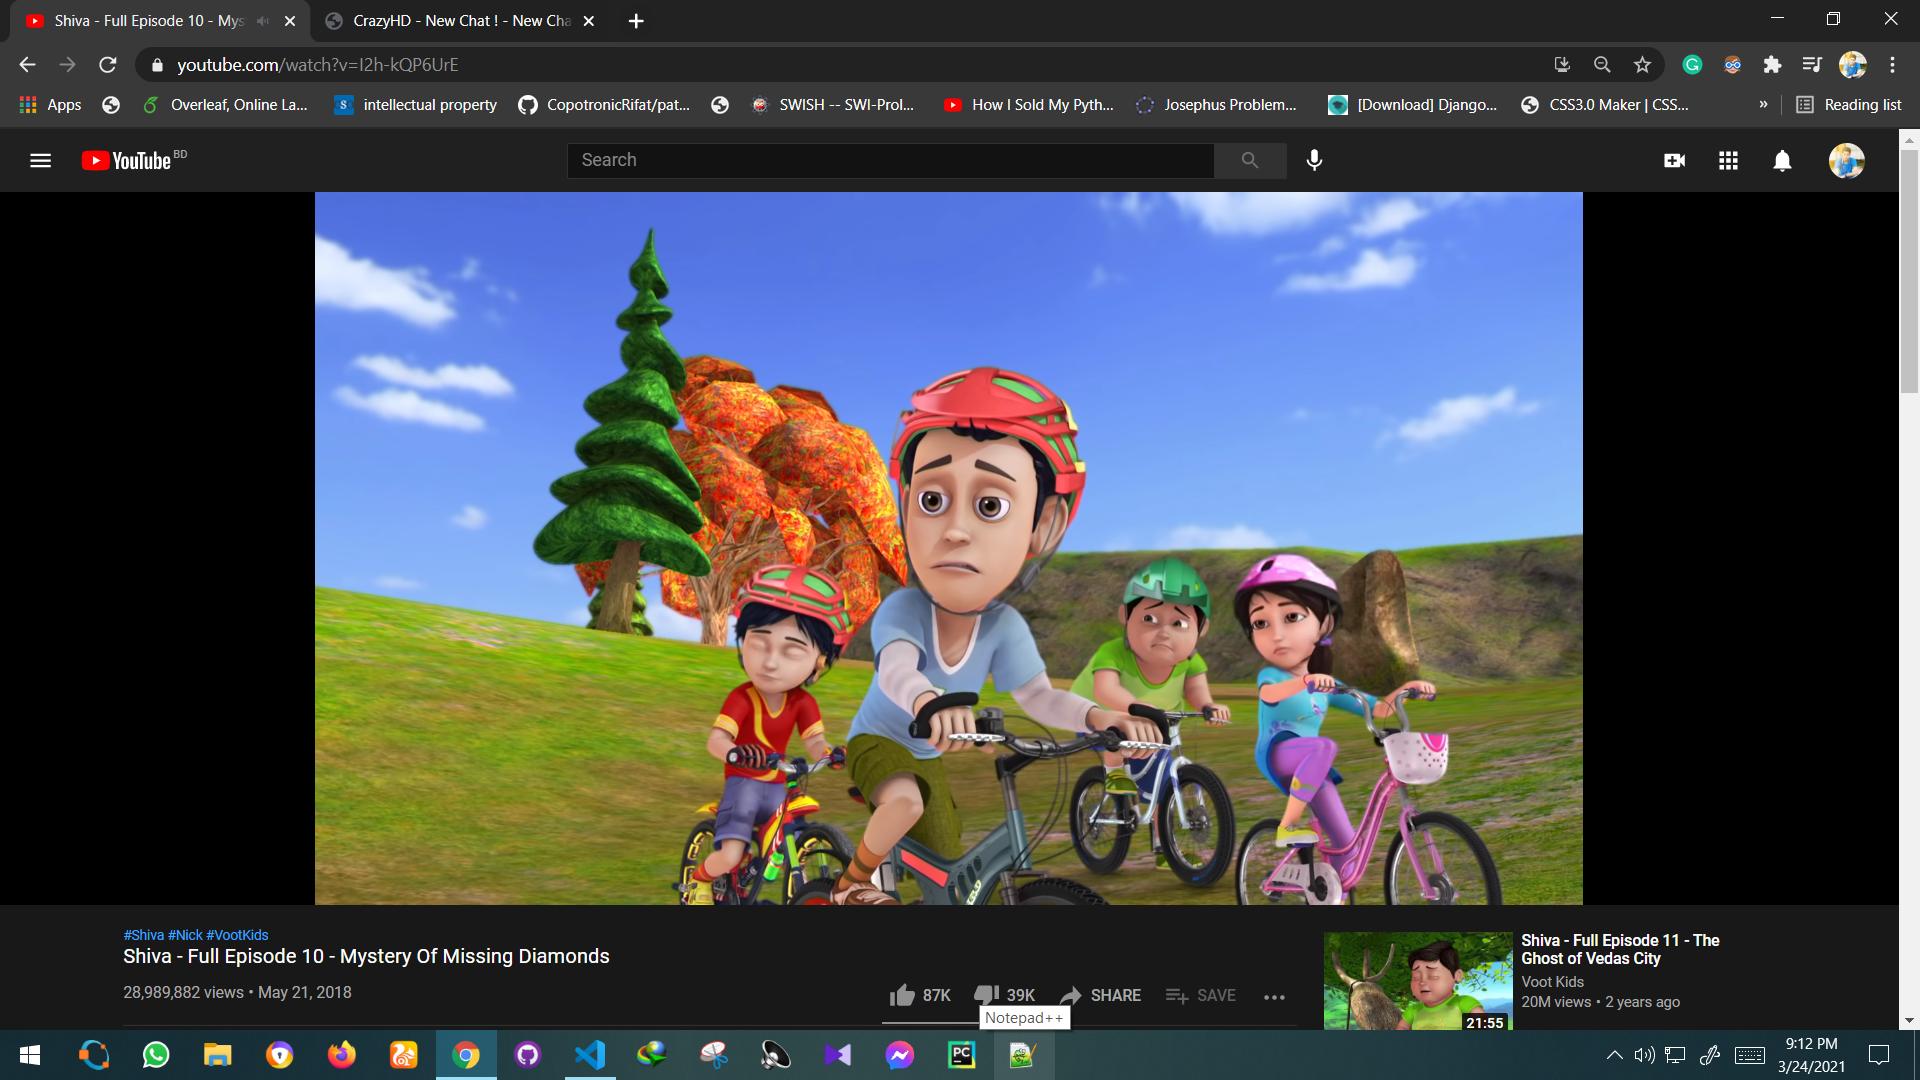 Shiva - Full Episode 10 - Mys
CrazyHD - New Chat ! - New Cha
youtube.com/watch?v=I2h-kQP6UrE
Apps
Overleaf, Online La...
intellectual property
CopotronicRifat/pat...
SWISH -- SWI-Prol...
How I Sold My Pyth...
Josephus Problem...
[Download] Django...
CSS3.0 Maker | CSS...
»
Reading list
YouTube BD
Search
#Shiva #Nick #VootKids
Shiva - Full Episode 10 - Mystery Of Missing Diamonds
28,989,882 views • May 21, 2018
87K
39K
SHARE
SAVE
Notepad++
Shiva - Full Episode 11 - The
Ghost of Vedas City
Voot Kids
20M views • 2 years ago
21:55
PC
9:12 PM
3/24/2021